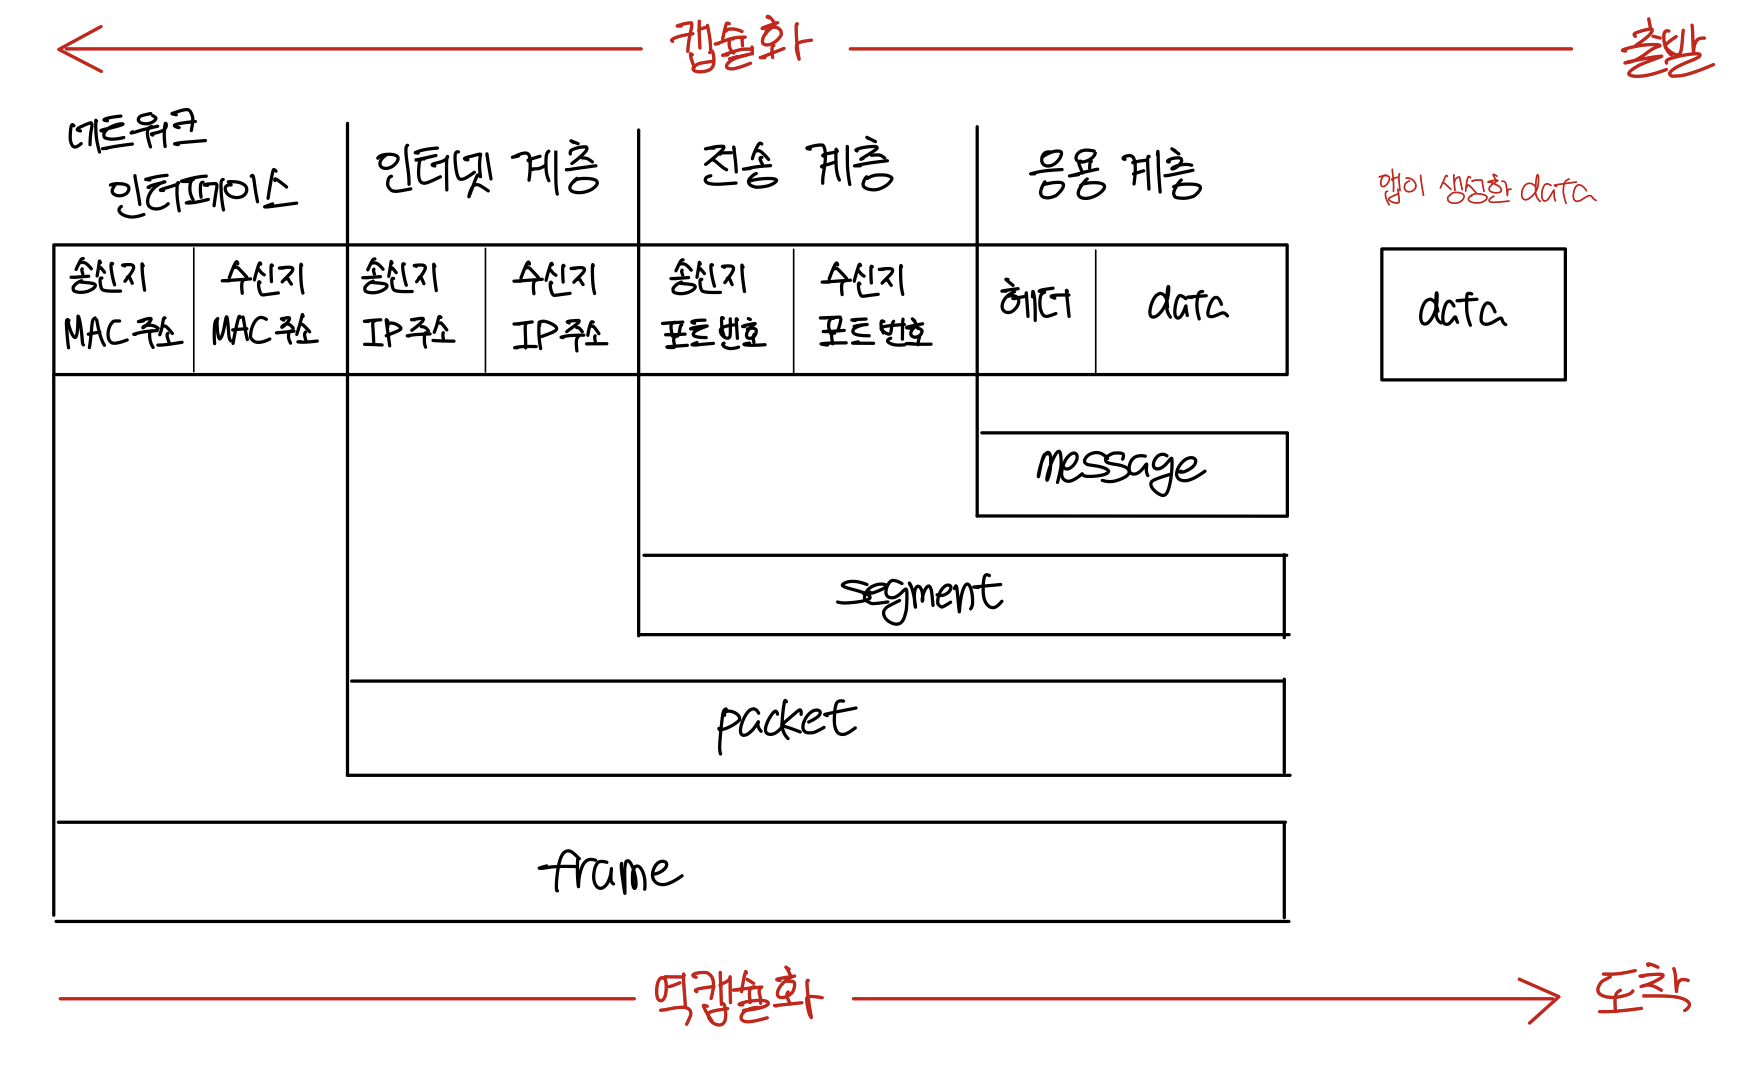 캡슐화
출발
네트워크
인터페이스
인터넷 계층
전송 계층
응용 계층
앱이 생성한 data
송신지
MAC 주소
수신지
MAC 주소
송신지
IP 주소
수신지
IP 주소
송신지
포트 번호
수신지
포트 번호
헤더
data
data
message
segment
packet
frame
역캡슐화
도착